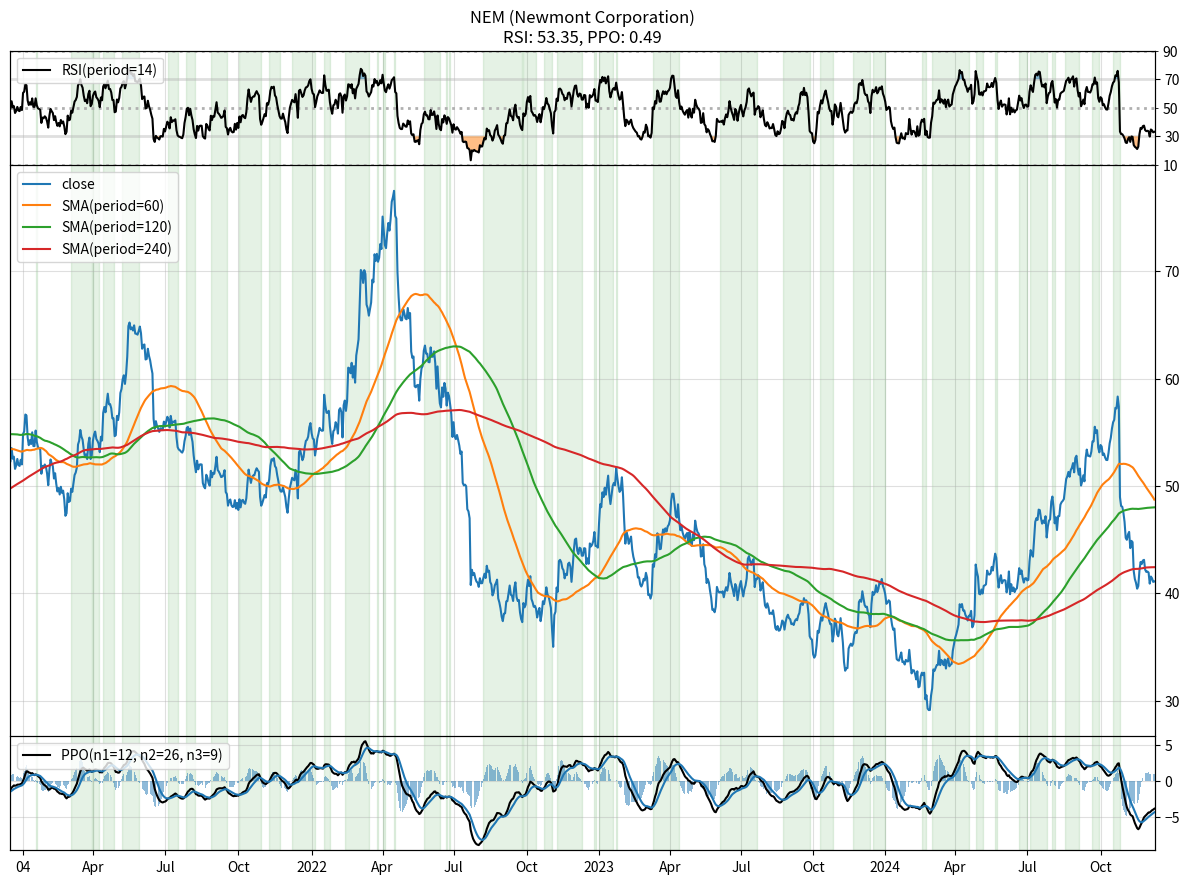 NEM (Newmont Corporation)
RSI: 53.35, PPO: 0.49
RSI(period=14)
90
70
50
30
10
close
SMA(period=60)
SMA(period=120)
SMA(period=240)
70
60
50
40
30
PPO(n1=12, n2=26, n3=9)
5
0
−5
04 Apr Jul Oct 2022 Apr Jul Oct 2023 Apr Jul Oct 2024 Apr Jul Oct